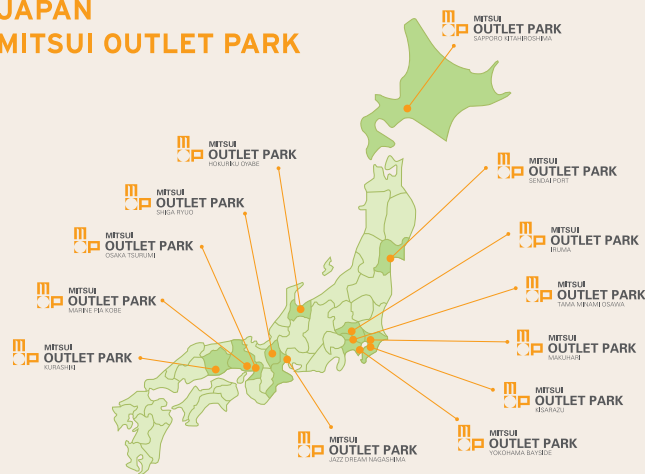 JAPAN
MITSUI OUTLET PARK
MITSUI
OUTLET PARK
SAPPORO KITAHIROSHIMA
MITSUI
OUTLET PARK
HOKURIKU OYABE
MITSUI
OUTLET PARK
SENDAI PORT
MITSUI
OUTLET PARK
SHIGA RYUO
MITSUI
OUTLET PARK
OSAKA TSURUMI
MITSUI
OUTLET PARK
IRUMA
MITSUI
OUTLET PARK
MARINE PIA KOBE
MITSUI
OUTLET PARK
TAMA MINAMI OSAWA
MITSUI
OUTLET PARK
KURASHIKI
MITSUI
OUTLET PARK
MAKUHARI
MITSUI
OUTLET PARK
KISARAZU
MITSUI
OUTLET PARK
JAZZ DREAM NAGASHIMA
MITSUI
OUTLET PARK
YOKOHAMA BAYSIDE